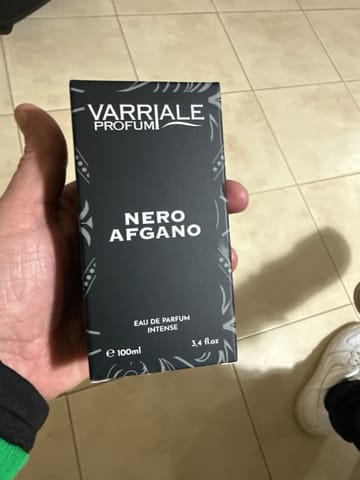 VARRIALE
PROFUMI
NERO
AFGANO
EAU DE PARFUM
INTENSE
℮ 100ml
3,4 fl.oz